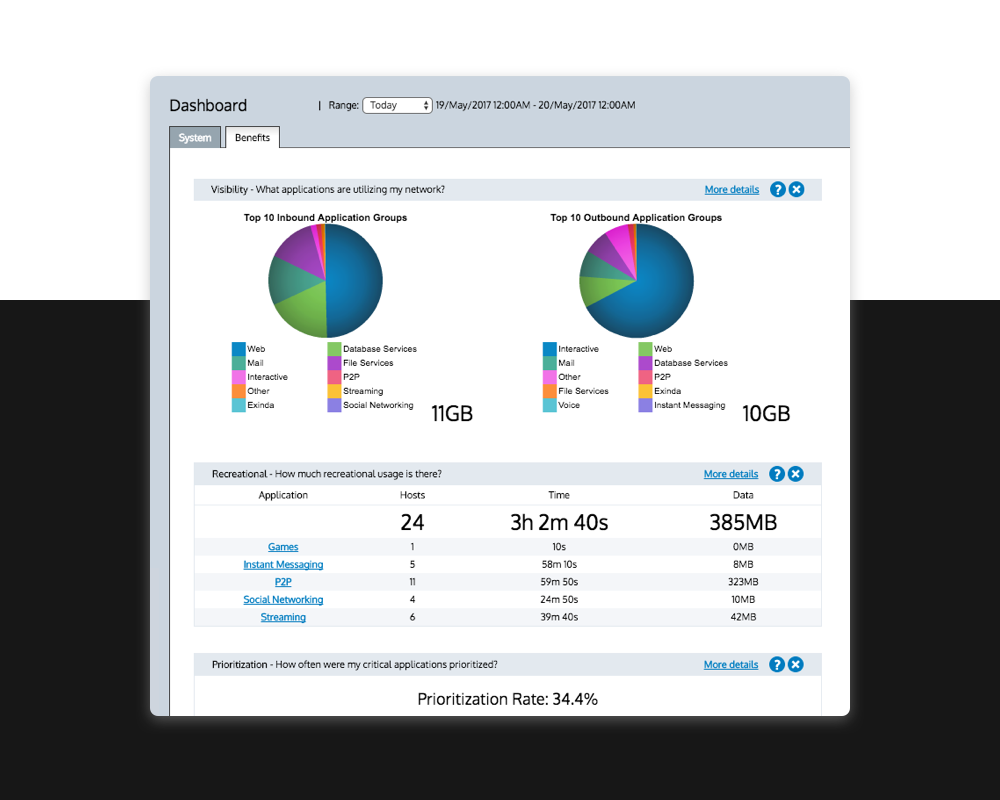 Dashboard | Range: Today 19/May/2017 12:00AM - 20/May/2017 12:00AM
System Benefits
Visibility - What applications are utilizing my network? More details ? ×
Top 10 Inbound Application Groups
Web Database Services
Mail File Services
Interactive P2P
Other Streaming
Exinda Social Networking
11GB
Top 10 Outbound Application Groups
Interactive Web
Mail Database Services
Other P2P
File Services Exinda
Voice Instant Messaging
10GB
Recreational - How much recreational usage is there? More details ? ×
Application Hosts Time Data
24 3h 2m 40s 385MB
Games 1 10s 0MB
Instant Messaging 5 58m 10s 8MB
P2P 11 59m 50s 323MB
Social Networking 4 24m 50s 10MB
Streaming 6 39m 40s 42MB
Prioritization - How often were my critical applications prioritized? More details ? ×
Prioritization Rate: 34.4%